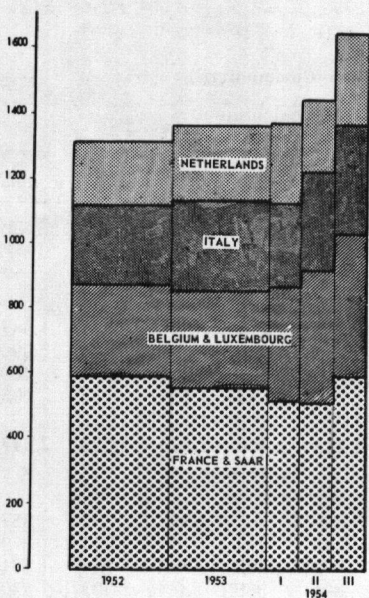 1600
1400
1200
1000
800
600
400
200
0
NETHERLANDS
ITALY
BELGIUM & LUXEMBOURG
FRANCE & SAAR
1952 1953 I II III
1954